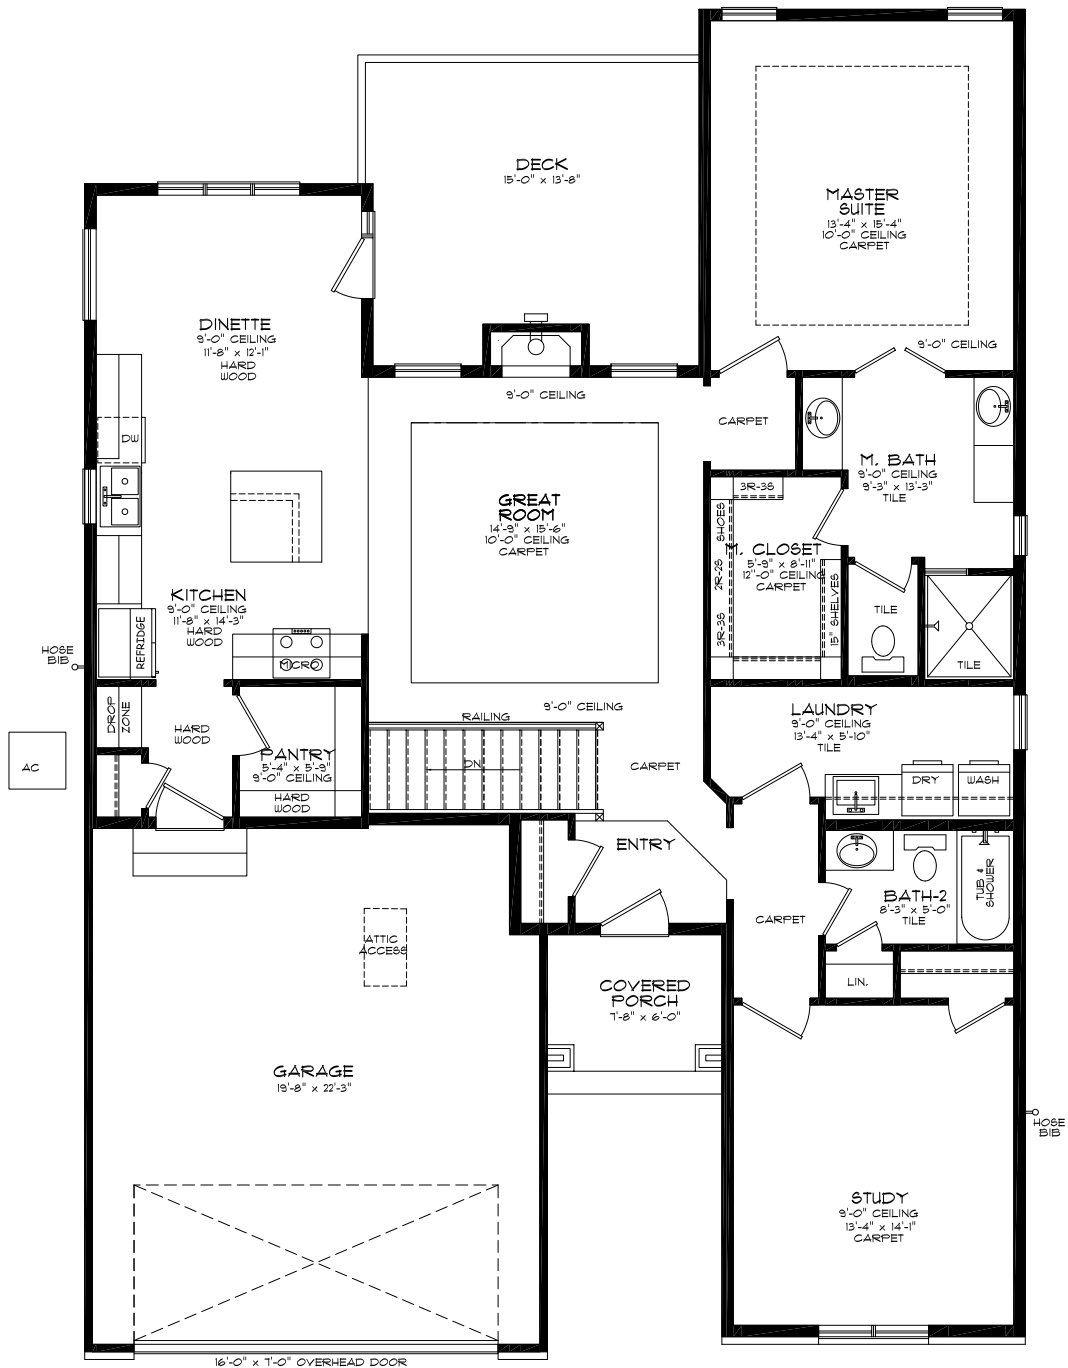 DECK
15'-0" x 13'-8"
MASTER
SUITE
13'-4" x 15'-4"
10'-0" CEILING
CARPET
9'-0" CEILING
DINETTE
9'-0" CEILING
11'-8" x 12'-1"
HARD
WOOD
9'-0" CEILING
CARPET
DW
M. BATH
9'-0" CEILING
9'-3" x 13'-3"
TILE
GREAT
ROOM
14'-9" x 15'-6"
10'-0" CEILING
CARPET
3R-3S
SHOES
2R-2S
3R-3S
M. CLOSET
5'-9" x 8'-11"
12"-0" CEILING
CARPET
15" SHELVES
TILE
TILE
KITCHEN
9'-0" CEILING
11'-8" x 14'-3"
HARD
WOOD
REFRIDGE
MICRO
HOSE
BIB
DROP
ZONE
HARD
WOOD
PANTRY
5'-4" x 5'-9"
9'-0" CEILING
HARD
WOOD
AC
9'-0" CEILING
RAILING
DN
CARPET
LAUNDRY
9'-0" CEILING
13'-4" x 5'-10"
TILE
DRY
WASH
ENTRY
CARPET
BATH-2
8'-3" x 5'-0"
TILE
TUB &
SHOWER
LIN.
ATTIC
ACCESS
COVERED
PORCH
7'-8" x 6'-0"
GARAGE
19'-8" x 22'-3"
HOSE
BIB
STUDY
9'-0" CEILING
13'-4" x 14'-1"
CARPET
16'-0" x 7'-0" OVERHEAD DOOR